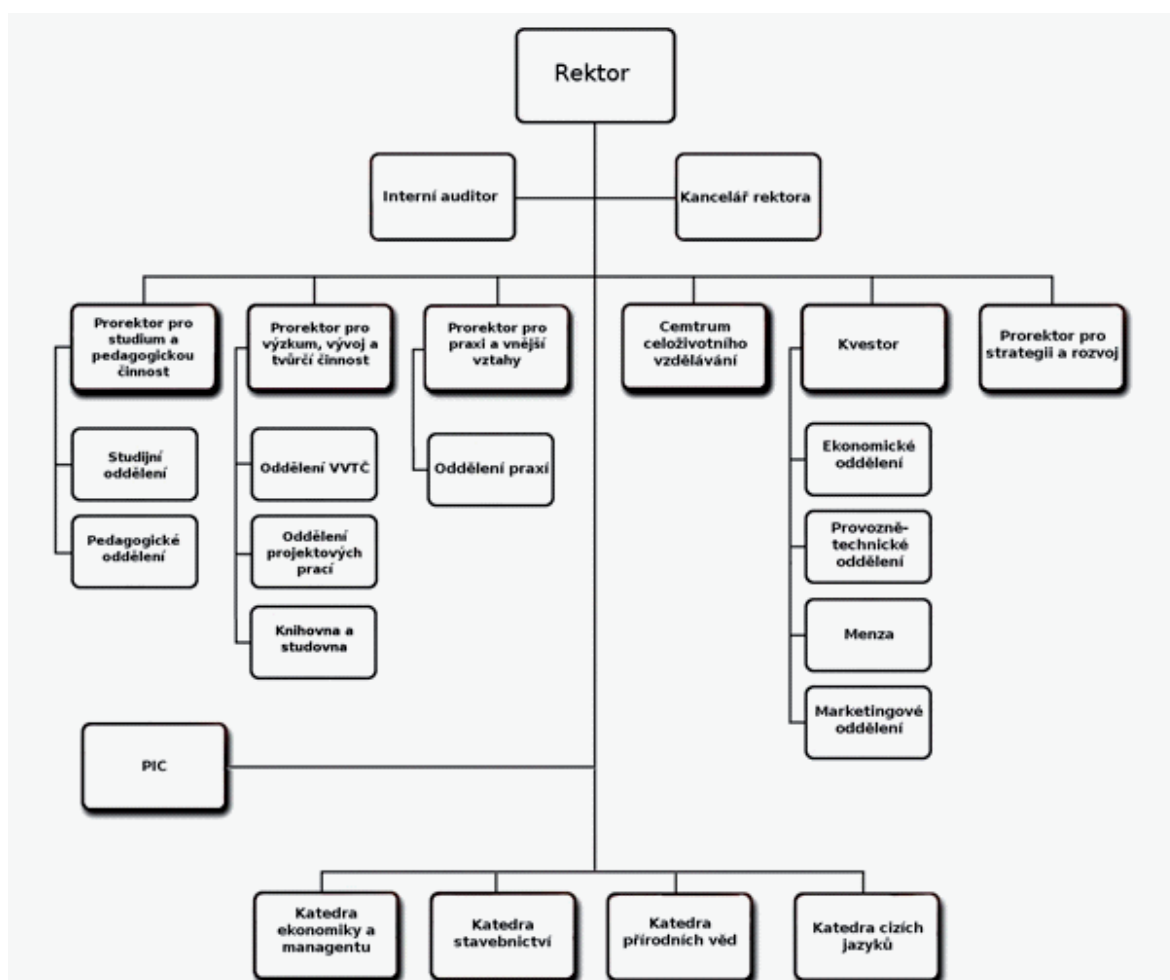 Rektor
Interní auditor
Kancelář rektora
Prorektor pro
studium a
pedagogickou
činnost
Prorektor pro
výzkum, vývoj a
tvůrčí činnost
Prorektor pro
praxi a vnější
vztahy
Cemtrum
celoživotního
vzdělávání
Kvestor
Prorektor pro
strategii a rozvoj
Studijní
oddělení
Pedagogické
oddělení
Oddělení VVTČ
Oddělení
projektových
prací
Knihovna a
studovna
Oddělení praxí
Ekonomické
oddělení
Provozně-
technické
oddělení
Menza
Marketingové
oddělení
PIC
Katedra
ekonomiky a
managentu
Katedra
stavebnictví
Katedra
přírodních věd
Katedra cizích
jazyků